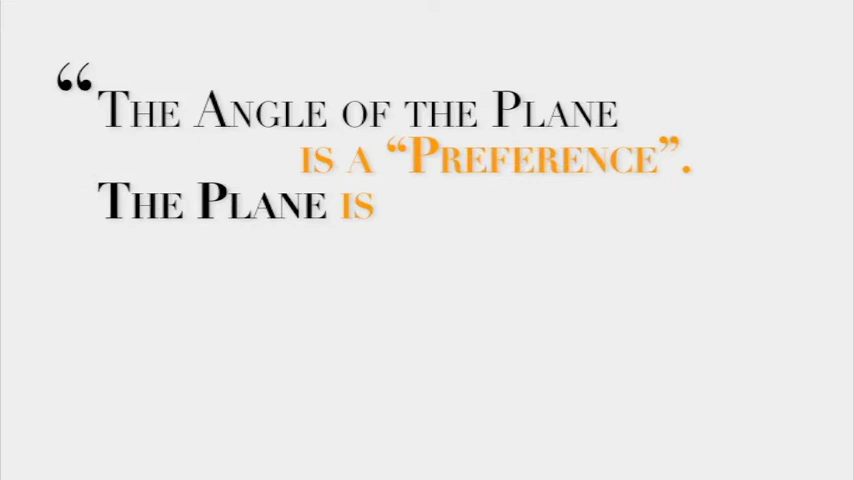 “The Angle of the Plane
is a “Preference”.
The Plane is